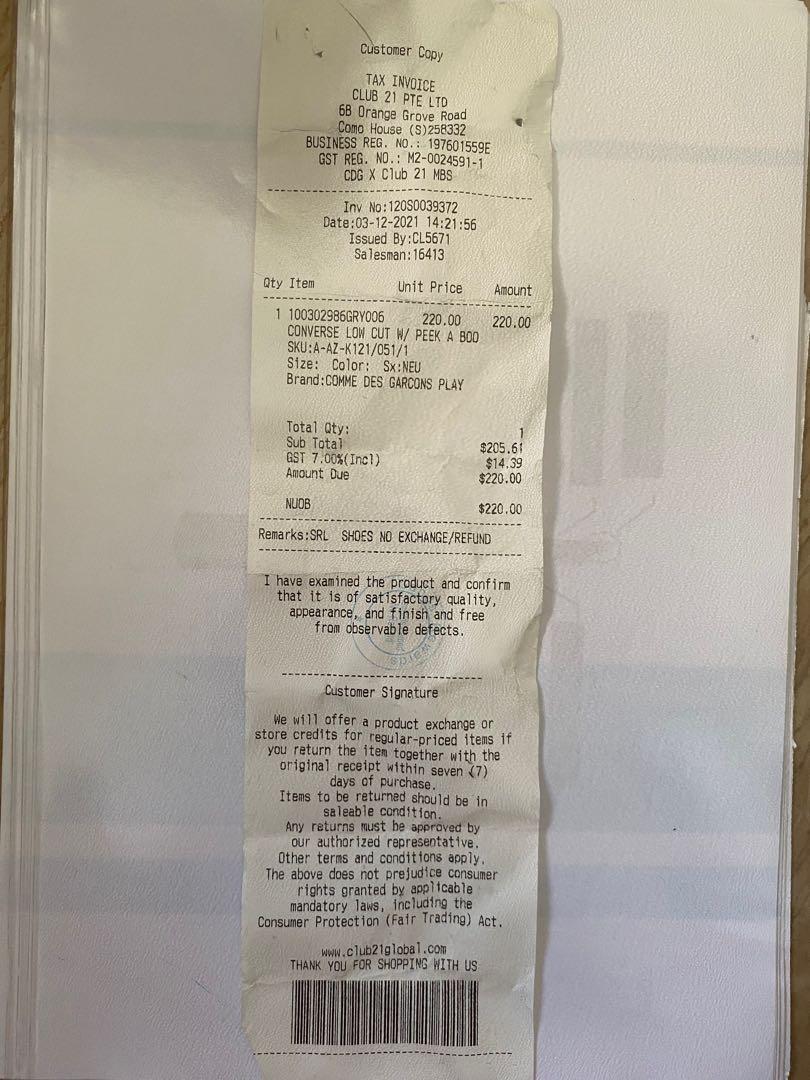 Customer Copy
TAX INVOICE
CLUB 21 PTE LTD
6B Orange Grove Road
Como House (S)258332
BUSINESS REG. NO.: 197601559E
GST REG. NO.: M2-0024591-1
CDG X Club 21 MBS
Inv No:120S0039372
Date:03-12-2021 14:21:56
Issued By:CL5671
Salesman:16413
Qty Item Unit Price Amount
1 100302986GRY006 220.00 220.00
CONVERSE LOW CUT W/ PEEK A BOO
SKU:A-AZ-K121/051/1
Size: Color: Sx:NEU
Brand:COMME DES GARCONS PLAY
Total Qty: 1
Sub Total $205.61
GST 7.00%(Incl) $14.39
Amount Due $220.00
NUOB $220.00
Remarks:SRL SHOES NO EXCHANGE/REFUND
I have examined the product and confirm
that it is of satisfactory quality,
appearance, and finish and free
from observable defects.
Customer Signature
We will offer a product exchange or
store credits for regular-priced items if
you return the item together with the
original receipt within seven (7)
days of purchase.
Items to be returned should be in
saleable condition.
Any returns must be approved by
our authorized representative.
Other terms and conditions apply.
The above does not prejudice consumer
rights granted by applicable
mandatory laws, including the
Consumer Protection (Fair Trading) Act.
www.club21global.com
THANK YOU FOR SHOPPING WITH US